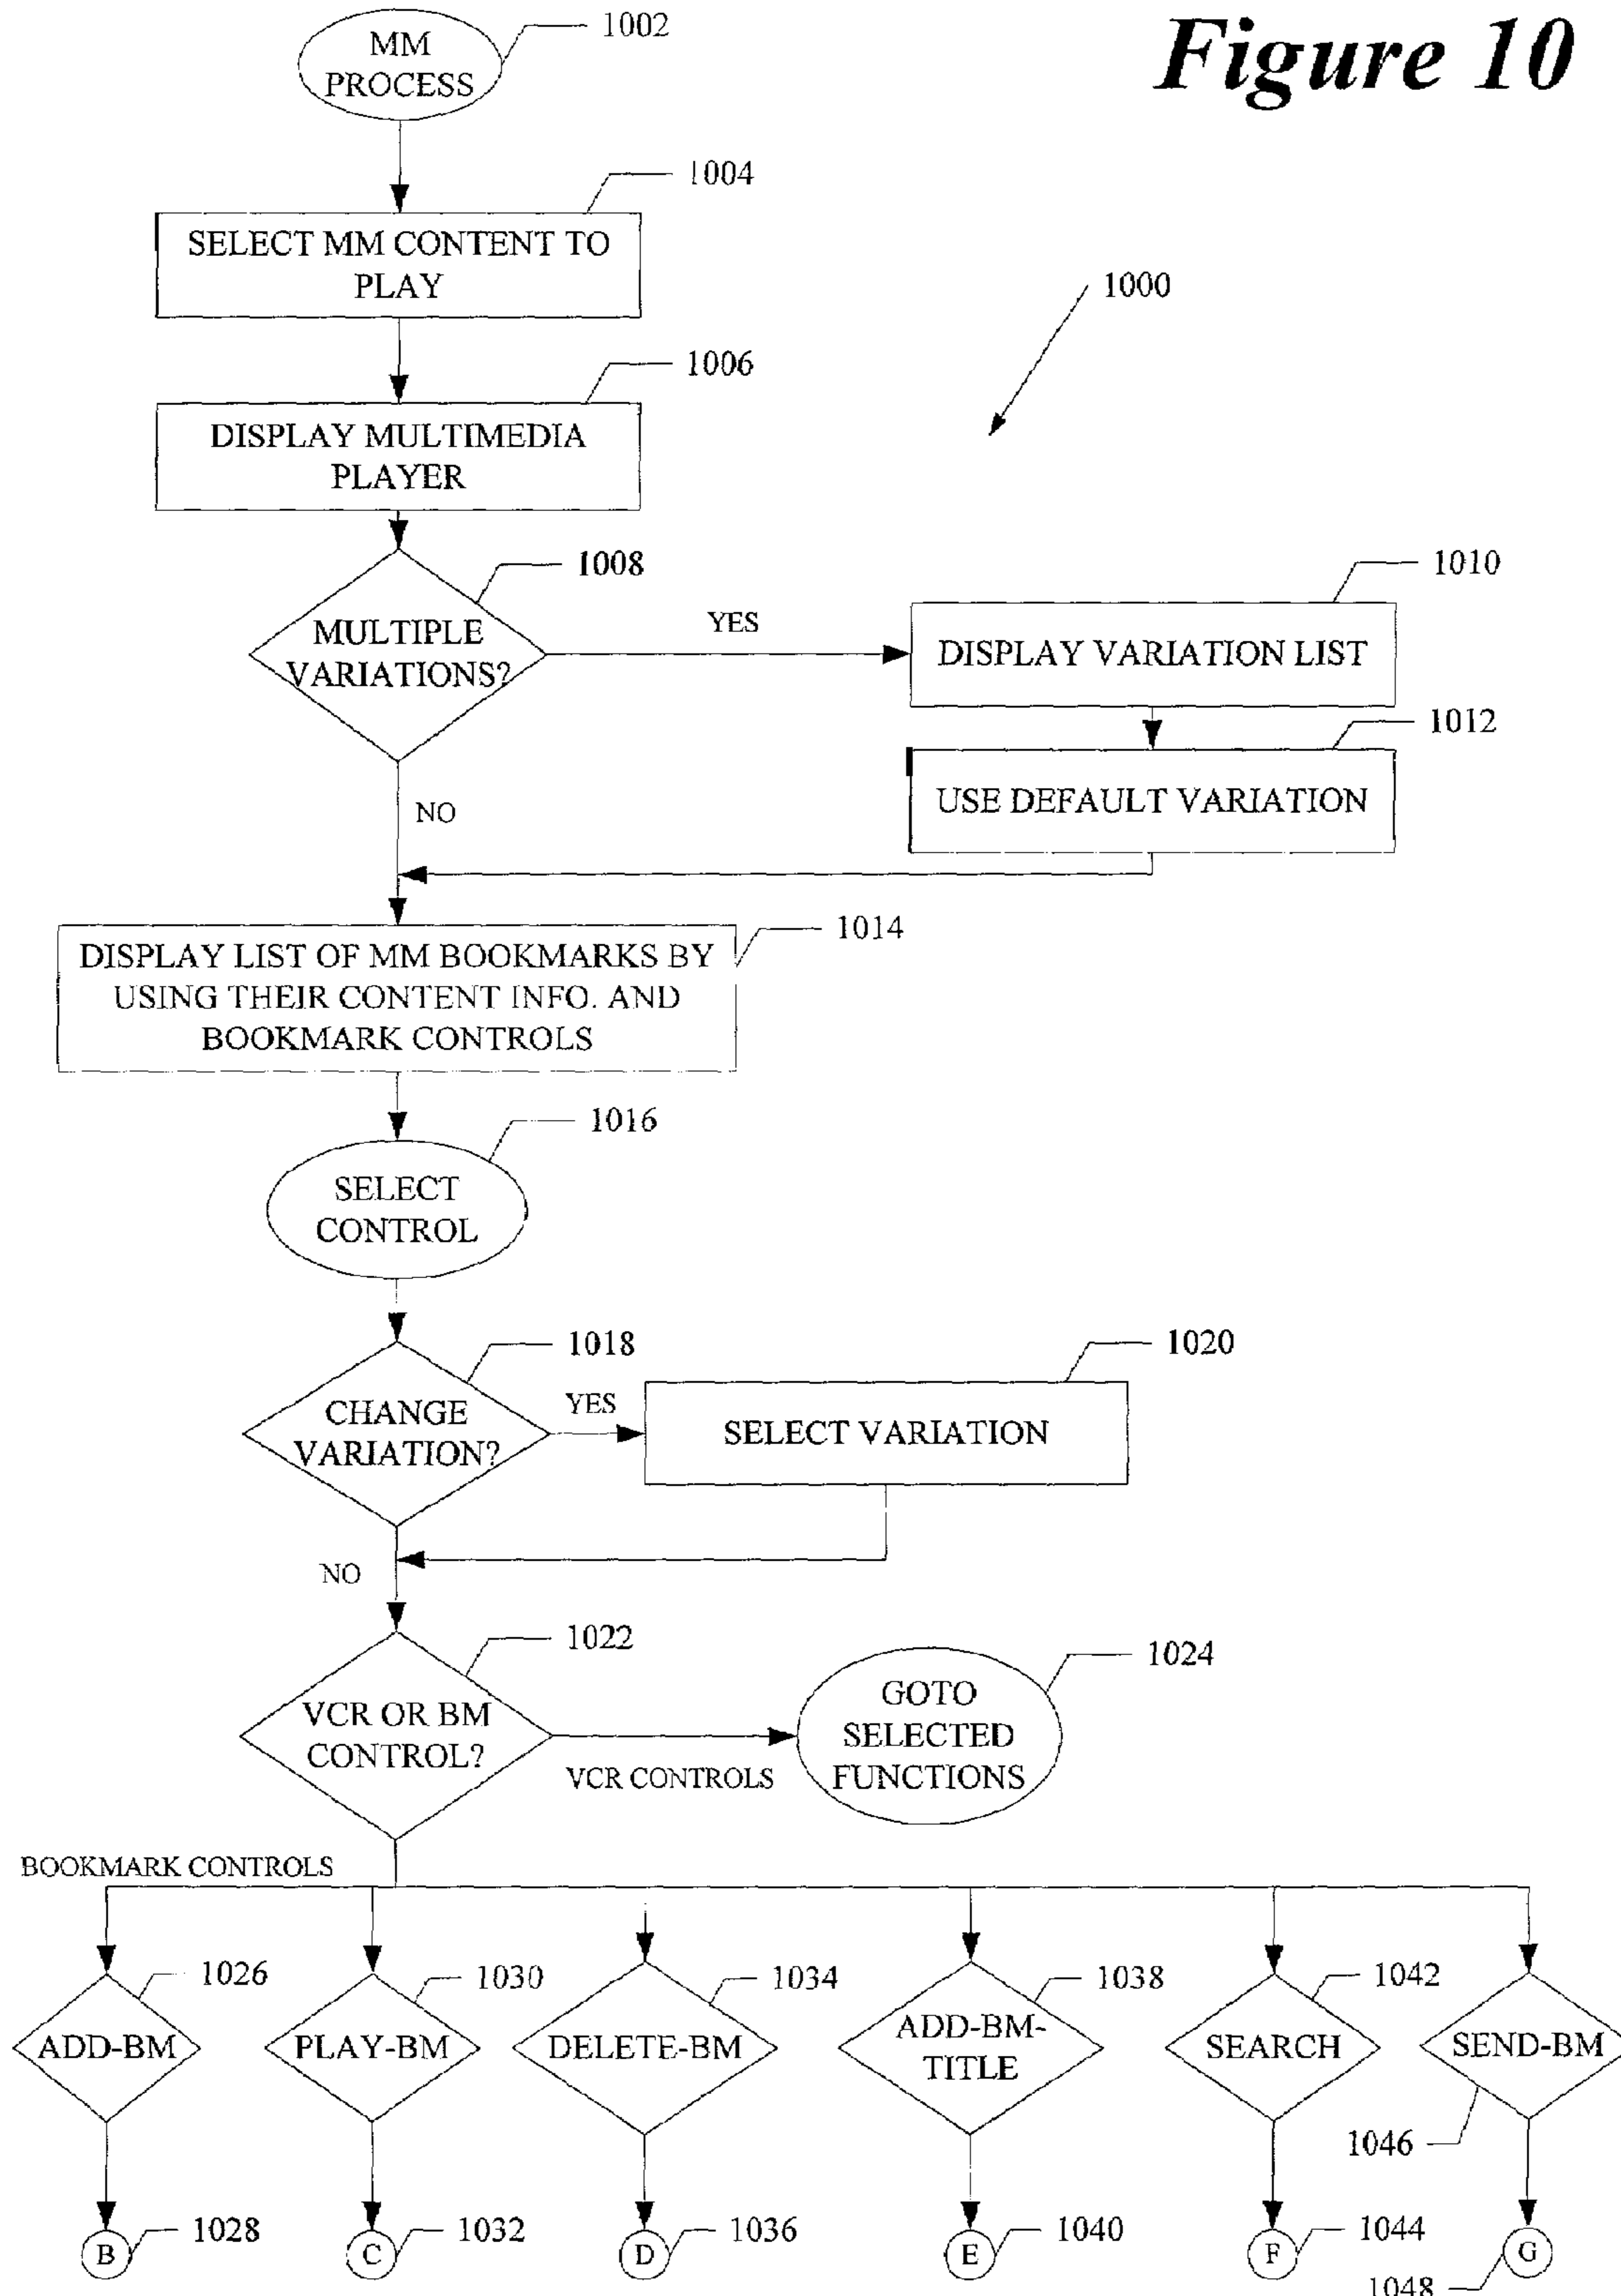 Figure 10
1002
MM
PROCESS
1004
SELECT MM CONTENT TO
PLAY
1000
1006
DISPLAY MULTIMEDIA
PLAYER
1008
MULTIPLE
VARIATIONS?
YES
1010
DISPLAY VARIATION LIST
1012
USE DEFAULT VARIATION
NO
1014
DISPLAY LIST OF MM BOOKMARKS BY
USING THEIR CONTENT INFO. AND
BOOKMARK CONTROLS
1016
SELECT
CONTROL
1018
CHANGE
VARIATION?
YES
1020
SELECT VARIATION
NO
1022
VCR OR BM
CONTROL?
VCR CONTROLS
1024
GOTO
SELECTED
FUNCTIONS
BOOKMARK CONTROLS
1026
ADD-BM
1030
PLAY-BM
1034
DELETE-BM
1038
ADD-BM-
TITLE
1042
SEARCH
SEND-BM
1046
B
1028
C
1032
D
1036
E
1040
F
1044
G
1048